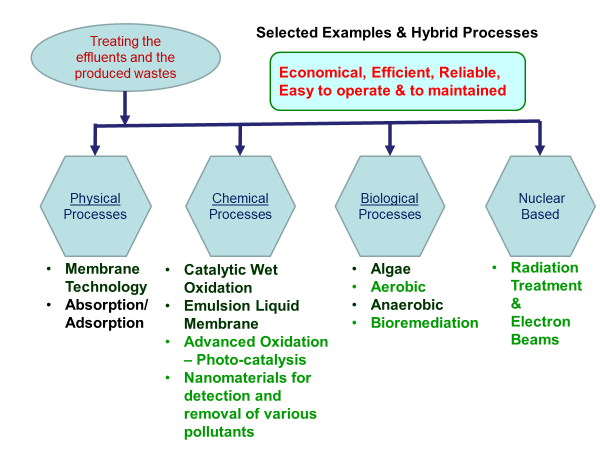 Selected Examples & Hybrid Processes
Treating the
effluents and the
produced wastes
Economical, Efficient, Reliable,
Easy to operate & to maintained
Physical
Processes
Chemical
Processes
Biological
Processes
Nuclear
Based
• Membrane
Technology
• Absorption/
Adsorption
• Catalytic Wet
Oxidation
• Emulsion Liquid
Membrane
• Advanced Oxidation
– Photo-catalysis
• Nanomaterials for
detection and
removal of various
pollutants
• Algae
• Aerobic
• Anaerobic
• Bioremediation
• Radiation
Treatment
&
Electron
Beams